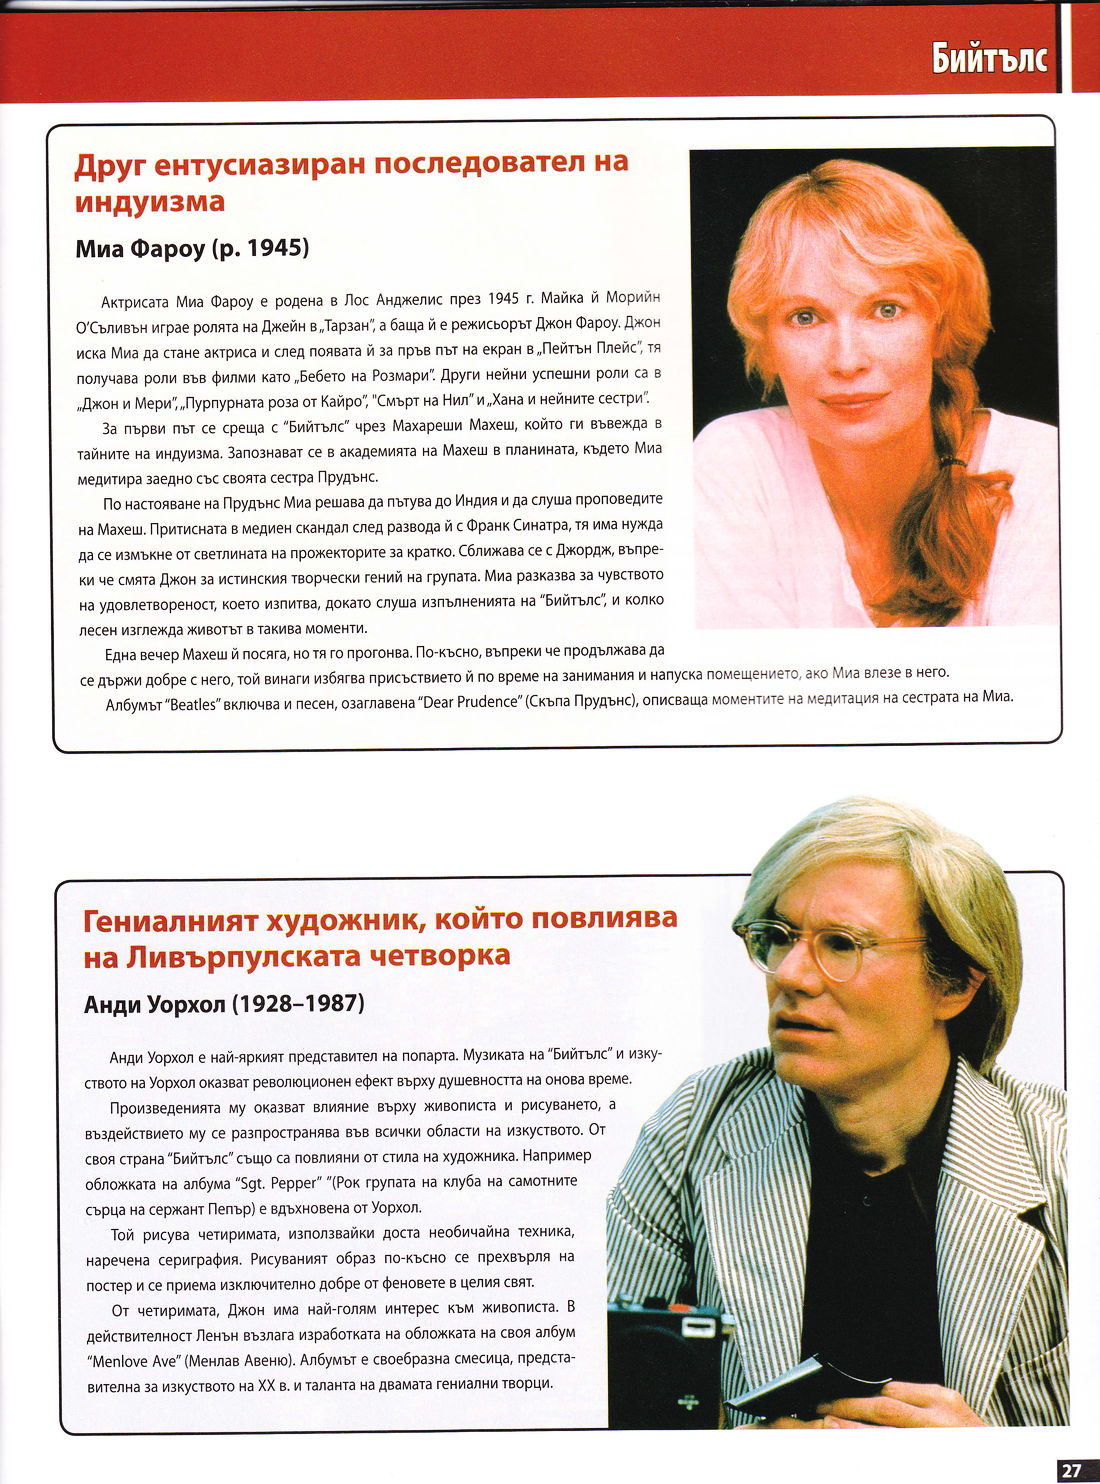 Бийтълс
Друг ентусиазиран последовател на
индуизма
Миа Фароу (р. 1945)
Актрисата Миа Фароу е родена в Лос Анджелис през 1945 г. Майка й Морийн
О'Съливън играе ролята на Джейн в „Тарзан”, а баща й е режисьорът Джон Фароу. Джон
иска Миа да стане актриса и след появата й за пръв път на екран в „Пейтън Плейс”, тя
получава роли във филми като „Бебето на Розмари”. Други нейни успешни роли са в
„Джон и Мери”, „Пурпурната роза от Кайро”, "Смърт на Нил” и „Хана и нейните сестри”.
За първи път се среща с “Бийтълс” чрез Махареши Махеш, който ги въвежда в
тайните на индуизма. Запознават се в академията на Махеш в планината, където Миа
медитира заедно със своята сестра Прудънс.
По настояване на Прудънс Миа решава да пътува до Индия и да слуша проповедите
на Махеш. Притисната в медиен скандал след развода й с Франк Синатра, тя има нужда
да се измъкне от светлината на прожекторите за кратко. Сближава се с Джордж, въпре-
ки че смята Джон за истинския творчески гений на групата. Миа разказва за чувството
на удовлетвореност, което изпитва, докато слуша изпълненията на “Бийтълс”, и колко
лесен изглежда животът в такива моменти.
Една вечер Махеш й посяга, но тя го прогонва. По-късно, въпреки че продължава да
се държи добре с него, той винаги избягва присъствието й по време на занимания и напуска помещението, ако Миа влезе в него.
Албумът “Beatles” включва и песен, озаглавена “Dear Prudence” (Скъпа Прудънс), описваща моментите на медитация на сестрата на Миа.
Гениалният художник, който повлиява
на Ливърпулската четворка
Анди Уорхол (1928–1987)
Анди Уорхол е най-яркият представител на попарта. Музиката на “Бийтълс” и изку-
ството на Уорхол оказват революционен ефект върху душевността на онова време.
Произведенията му оказват влияние върху живописта и рисуването, а
въздействието му се разпространява във всички области на изкуството. От
своя страна “Бийтълс” също са повлияни от стила на художника. Например
обложката на албума “Sgt. Pepper” ”(Рок групата на клуба на самотните
сърца на сержант Пепър) е вдъхновена от Уорхол.
Той рисува четиримата, използвайки доста необичайна техника,
наречена сериграфия. Рисуваният образ по-късно се прехвърля на
постер и се приема изключително добре от феновете в целия свят.
От четиримата, Джон има най-голям интерес към живописта. В
действителност Ленън възлага изработката на обложката на своя албум
“Menlove Ave” (Менлав Авеню). Албумът е своебразна смесица, предста-
вителна за изкуството на XX в. и таланта на двамата гениални творци.
27